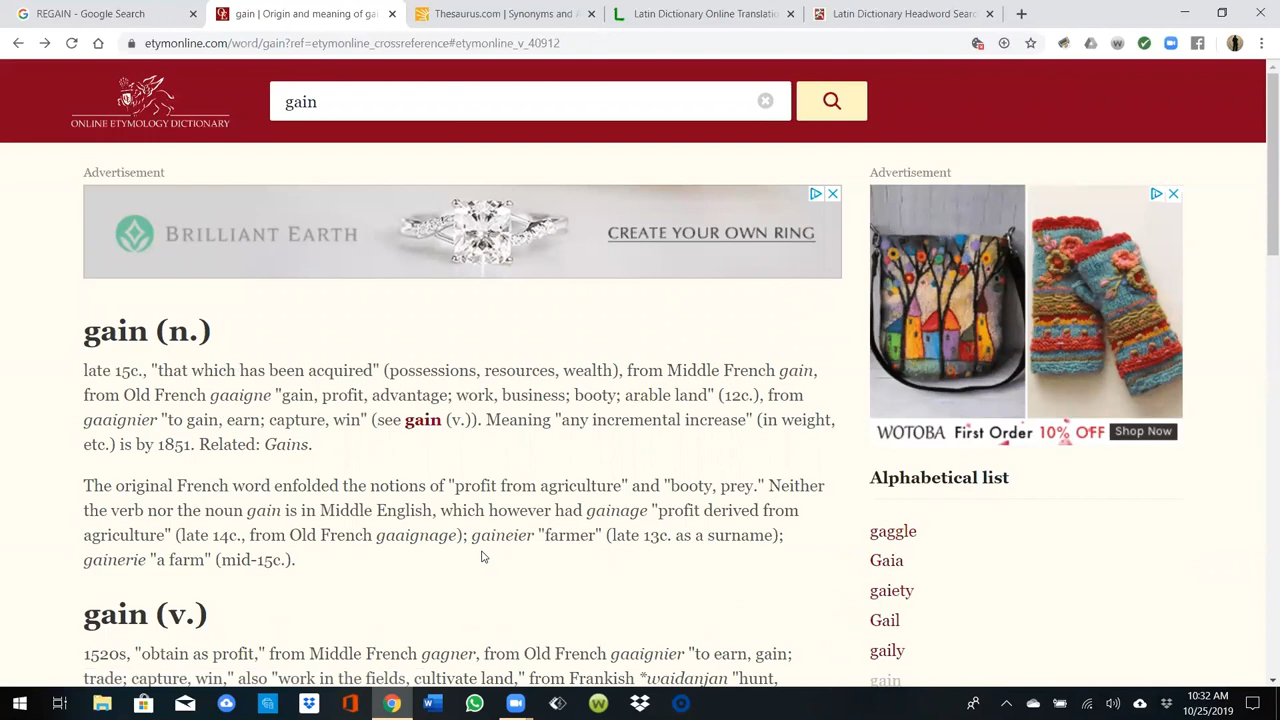 REGAIN - Google Search
gain | Origin and meaning of gai
Thesaurus.com | Synonyms and A
Latin Dictionary Online Translatio
Latin Dictionary Headword Searc
etymonline.com/word/gain?ref=etymonline_crossreference#etymonline_v_40912
ONLINE ETYMOLOGY DICTIONARY
gain
Advertisement
BRILLIANT EARTH
CREATE YOUR OWN RING
gain (n.)
late 15c., "that which has been acquired" (possessions, resources, wealth), from Middle French gain,
from Old French gaaigne "gain, profit, advantage; work, business; booty; arable land" (12c.), from
gaaignier "to gain, earn; capture, win" (see gain (v.)). Meaning "any incremental increase" (in weight,
etc.) is by 1851. Related: Gains.
The original French word enfolded the notions of "profit from agriculture" and "booty, prey." Neither
the verb nor the noun gain is in Middle English, which however had gainage "profit derived from
agriculture" (late 14c., from Old French gaaignage); gaineier "farmer" (late 13c. as a surname);
gainerie "a farm" (mid-15c.).
gain (v.)
1520s, "obtain as profit," from Middle French gagner, from Old French gaaignier "to earn, gain;
trade; capture, win," also "work in the fields, cultivate land," from Frankish *waidanjan "hunt,
Advertisement
WOTOBA First Order 10% OFF Shop Now
Alphabetical list
gaggle
Gaia
gaiety
Gail
gaily
gain
10:32 AM
10/25/2019